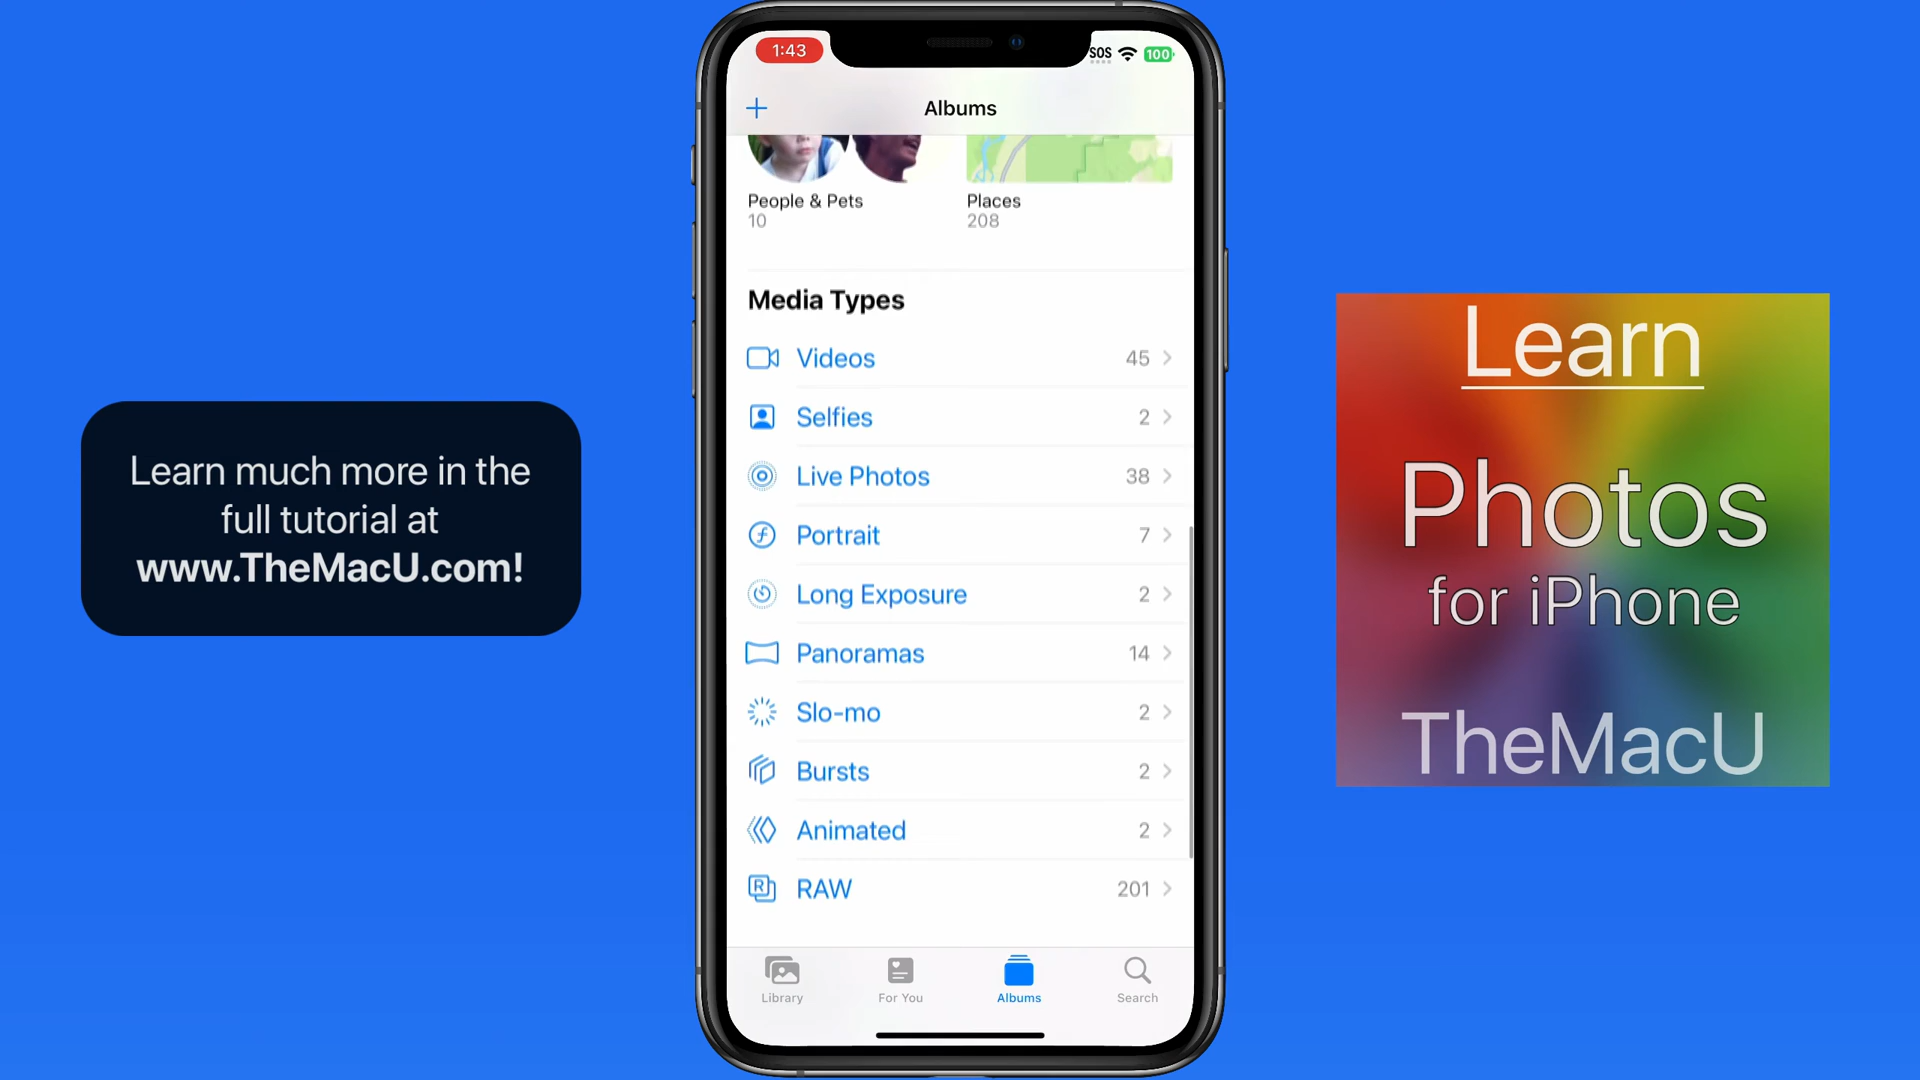 Learn much more in the
full tutorial at
www.TheMacU.com!
1:43
SOS
100
Albums
People & Pets
10
Places
208
Media Types
Videos 45
Selfies 2
Live Photos 38
Portrait 7
Long Exposure 2
Panoramas 14
Slo-mo 2
Bursts 2
Animated 2
RAW 201
Library
For You
Albums
Search
Learn
Photos
for iPhone
TheMacU